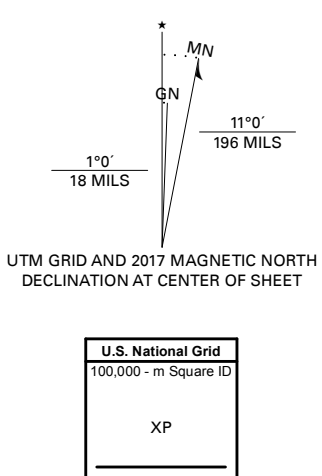 ★
MN
GN
11°0´
196 MILS
1°0´
18 MILS
UTM GRID AND 2017 MAGNETIC NORTH
DECLINATION AT CENTER OF SHEET
U.S. National Grid
100,000 - m Square ID
XP